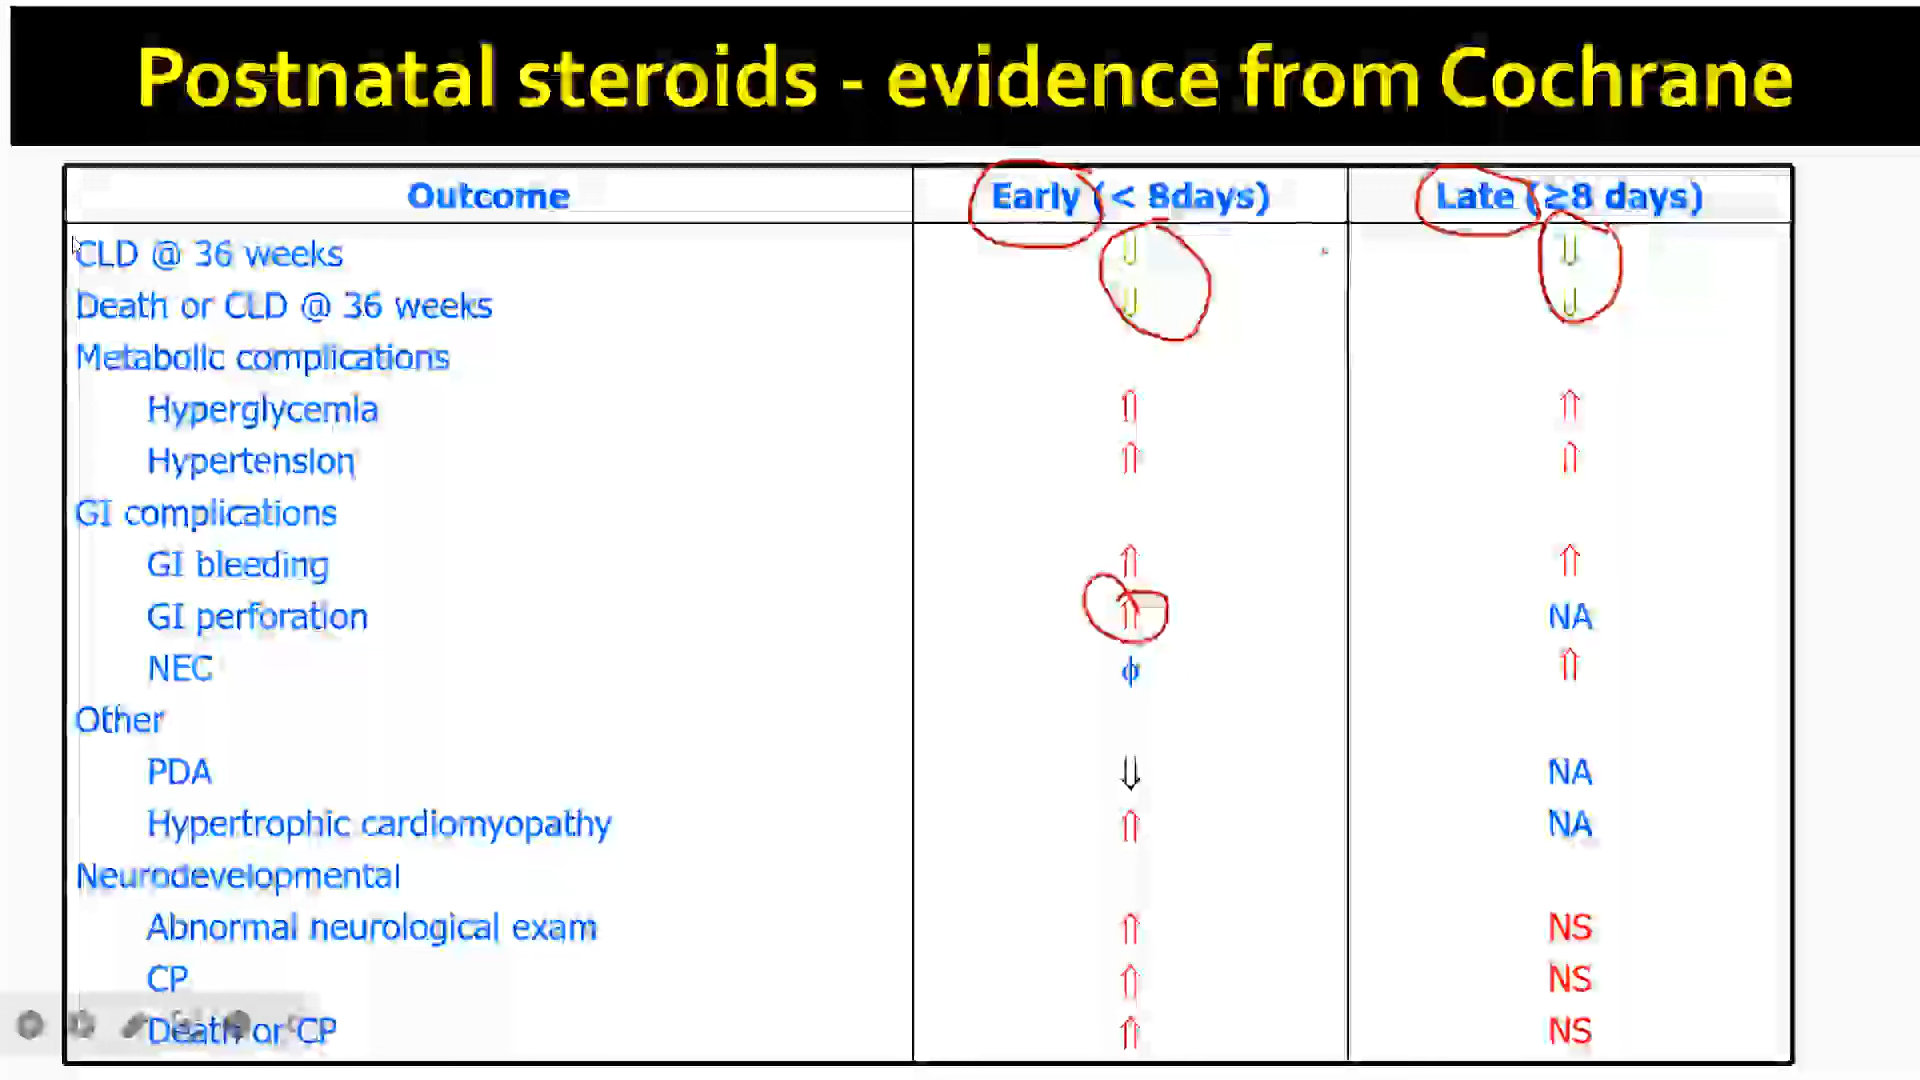 Postnatal steroids - evidence from Cochrane
Outcome Early (< 8days) Late (≥8 days)
CLD @ 36 weeks ⇓ ⇓
Death or CLD @ 36 weeks ⇓ ⇓
Metabolic complications
Hyperglycemia ⇑ ⇑
Hypertension ⇑ ⇑
GI complications
GI bleeding ⇑ ⇑
GI perforation ⇑ NA
NEC ϕ ⇑
Other
PDA ⇓ NA
Hypertrophic cardiomyopathy ⇑ NA
Neurodevelopmental
Abnormal neurological exam ⇑ NS
CP ⇑ NS
Death or CP ⇑ NS